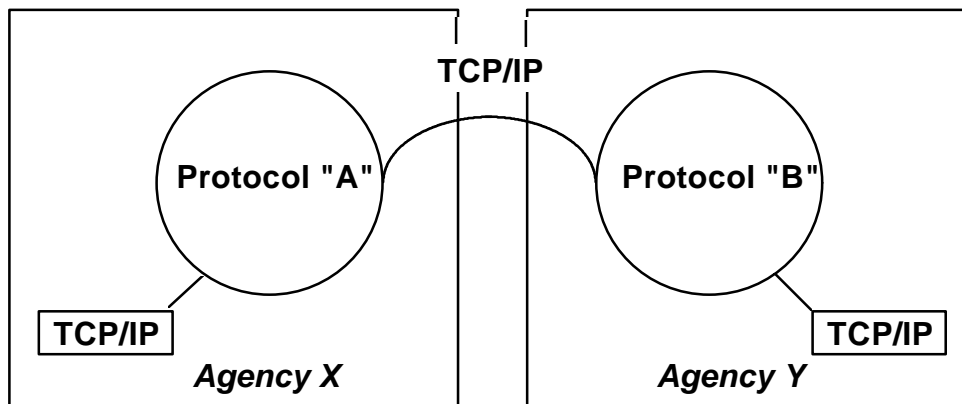 TCP/IP
Protocol "A"
Protocol "B"
TCP/IP
TCP/IP
Agency X
Agency Y